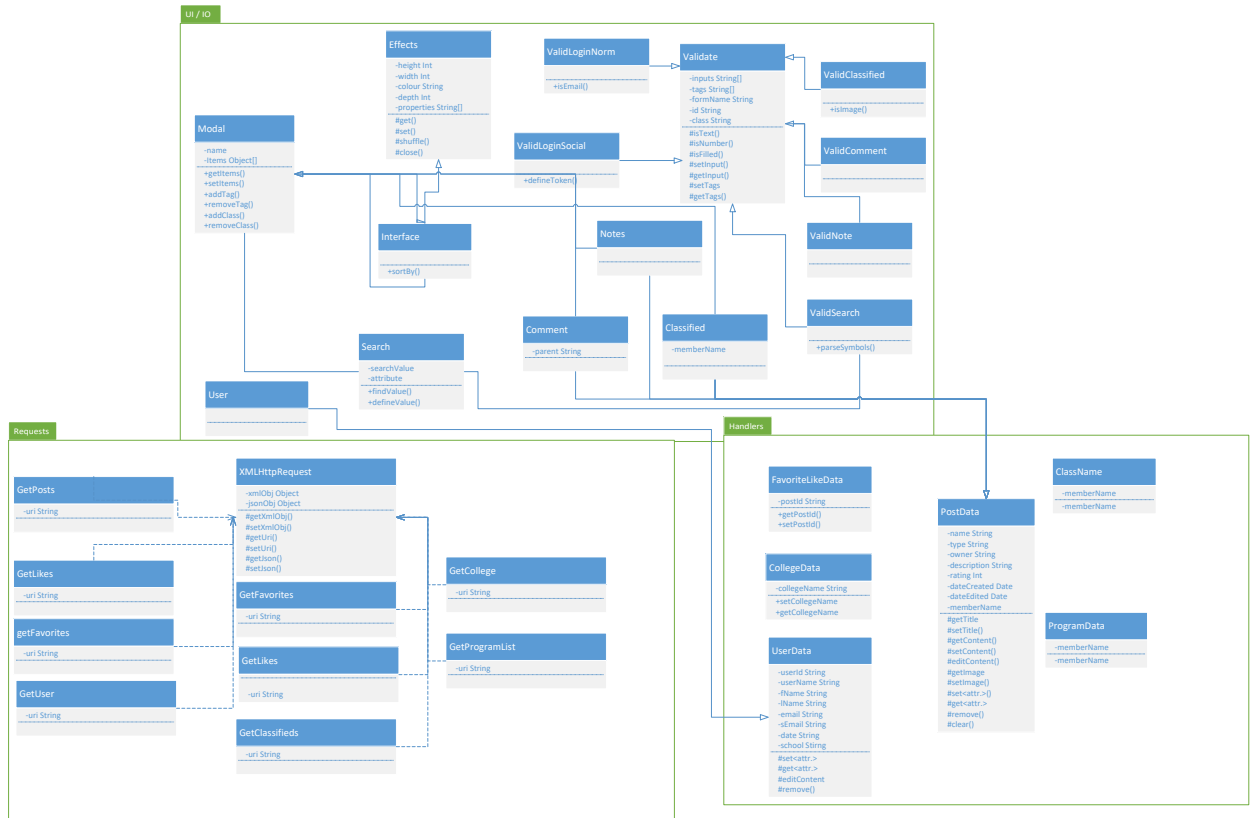 UI / IO
Effects
-height Int
-width Int
-colour String
-depth Int
-properties String[]
#get()
#set()
#shuffle()
#close()
ValidLoginNorm
+isEmail()
Validate
-inputs String[]
-tags String[]
-formName String
-id String
-class String
#isText()
#isNumber()
#isFilled()
#setInput()
#getInput()
#setTags
#getTags()
ValidClassified
+isImage()
Modal
-name
-Items Object[]
+getItems()
+setItems()
+addTag()
+removeTag()
+addClass()
+removeClass()
ValidLoginSocial
+defineToken()
ValidComment
Interface
+sortBy()
Notes
ValidNote
ValidSearch
+parseSymbols()
Comment
-parent String
Classified
-memberName
Search
-searchValue
-attribute
+findValue()
+defineValue()
User
Requests
GetPosts
-uri String
XMLHttpRequest
-xmlObj Object
-jsonObj Object
#getXmlObj()
#setXmlObj()
#getUri()
#setUri()
#getJson()
#setJson()
GetLikes
-uri String
getFavorites
-uri String
GetUser
-uri String
GetFavorites
-uri String
GetLikes
-uri String
GetClassifieds
-uri String
GetCollege
-uri String
GetProgramList
-uri String
Handlers
FavoriteLikeData
-postId String
+getPostId()
+setPostId()
CollegeData
-collegeName String
+setCollegeName
+getCollegeName
UserData
-userId String
-userName String
-fName String
-lName String
-email String
-sEmail String
-date String
-school Stirng
#set<attr.>
#get<attr.>
#editContent
#remove()
PostData
-name String
-type String
-owner String
-description String
-rating Int
-dateCreated Date
-dateEdited Date
-memberName
#getTitle
#setTitle()
#getContent()
#setContent()
#editContent()
#getImage
#setImage()
#set<attr.>()
#get<attr.>
#remove()
#clear()
ClassName
-memberName
-memberName
ProgramData
-memberName
-memberName